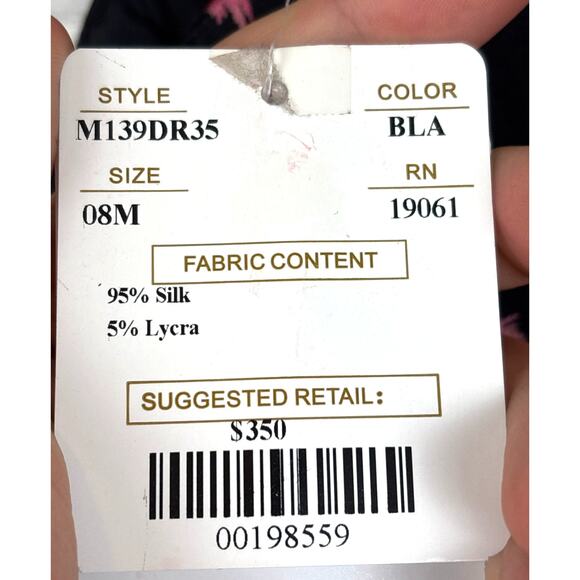 STYLE COLOR
M139DR35 BLA
SIZE RN
08M 19061
FABRIC CONTENT
95% Silk
5% Lycra
SUGGESTED RETAIL:
$350
00198559